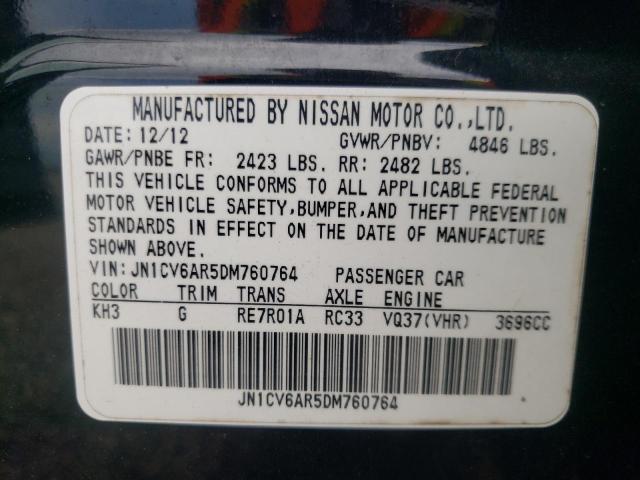 MANUFACTURED BY NISSAN MOTOR CO.,LTD.
DATE: 12/12 GVWR/PNBV: 4846 LBS.
GAWR/PNBE FR: 2423 LBS. RR: 2482 LBS.
THIS VEHICLE CONFORMS TO ALL APPLICABLE FEDERAL
MOTOR VEHICLE SAFETY,BUMPER,AND THEFT PREVENTION
STANDARDS IN EFFECT ON THE DATE OF MANUFACTURE
SHOWN ABOVE.
VIN:JN1CV6AR5DM760764 PASSENGER CAR
COLOR TRIM TRANS AXLE ENGINE
KH3 G RE7R01A RC33 VQ37(VHR) 3696CC
JN1CV6AR5DM760764